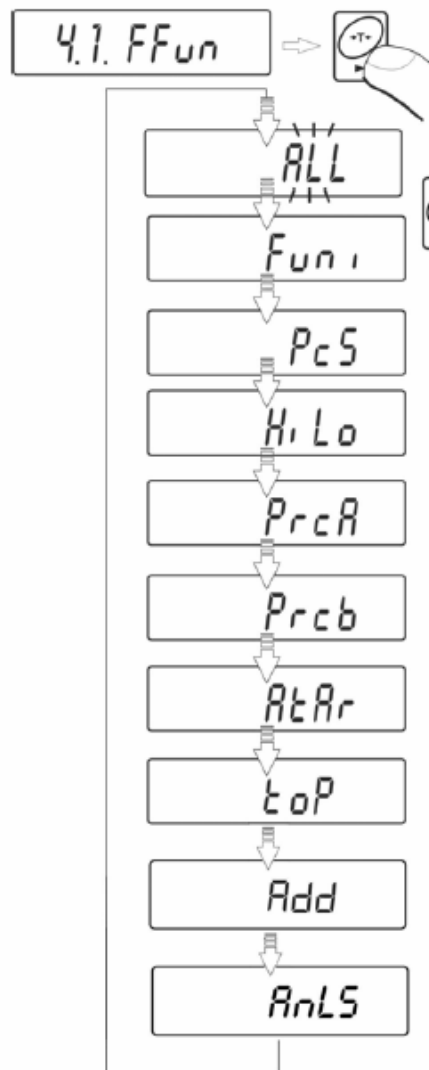 4.1. FFun
→T←
ALL
Funi
PcS
HiLo
PrcA
Prcb
AtAr
toP
Add
AnLS